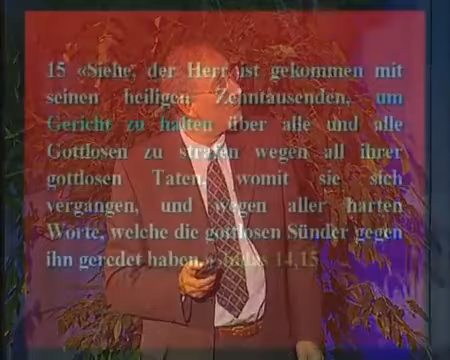 15 «Siehe, der Herr ist gekommen mit
seinen heiligen Zehntausenden, um
Gericht zu halten über alle und alle
Gottlosen zu strafen wegen all ihrer
gottlosen Taten, womit sie sich
vergangen, und wegen aller harten
Worte, welche die gottlosen Sünder gegen
ihn geredet haben.» 14,15